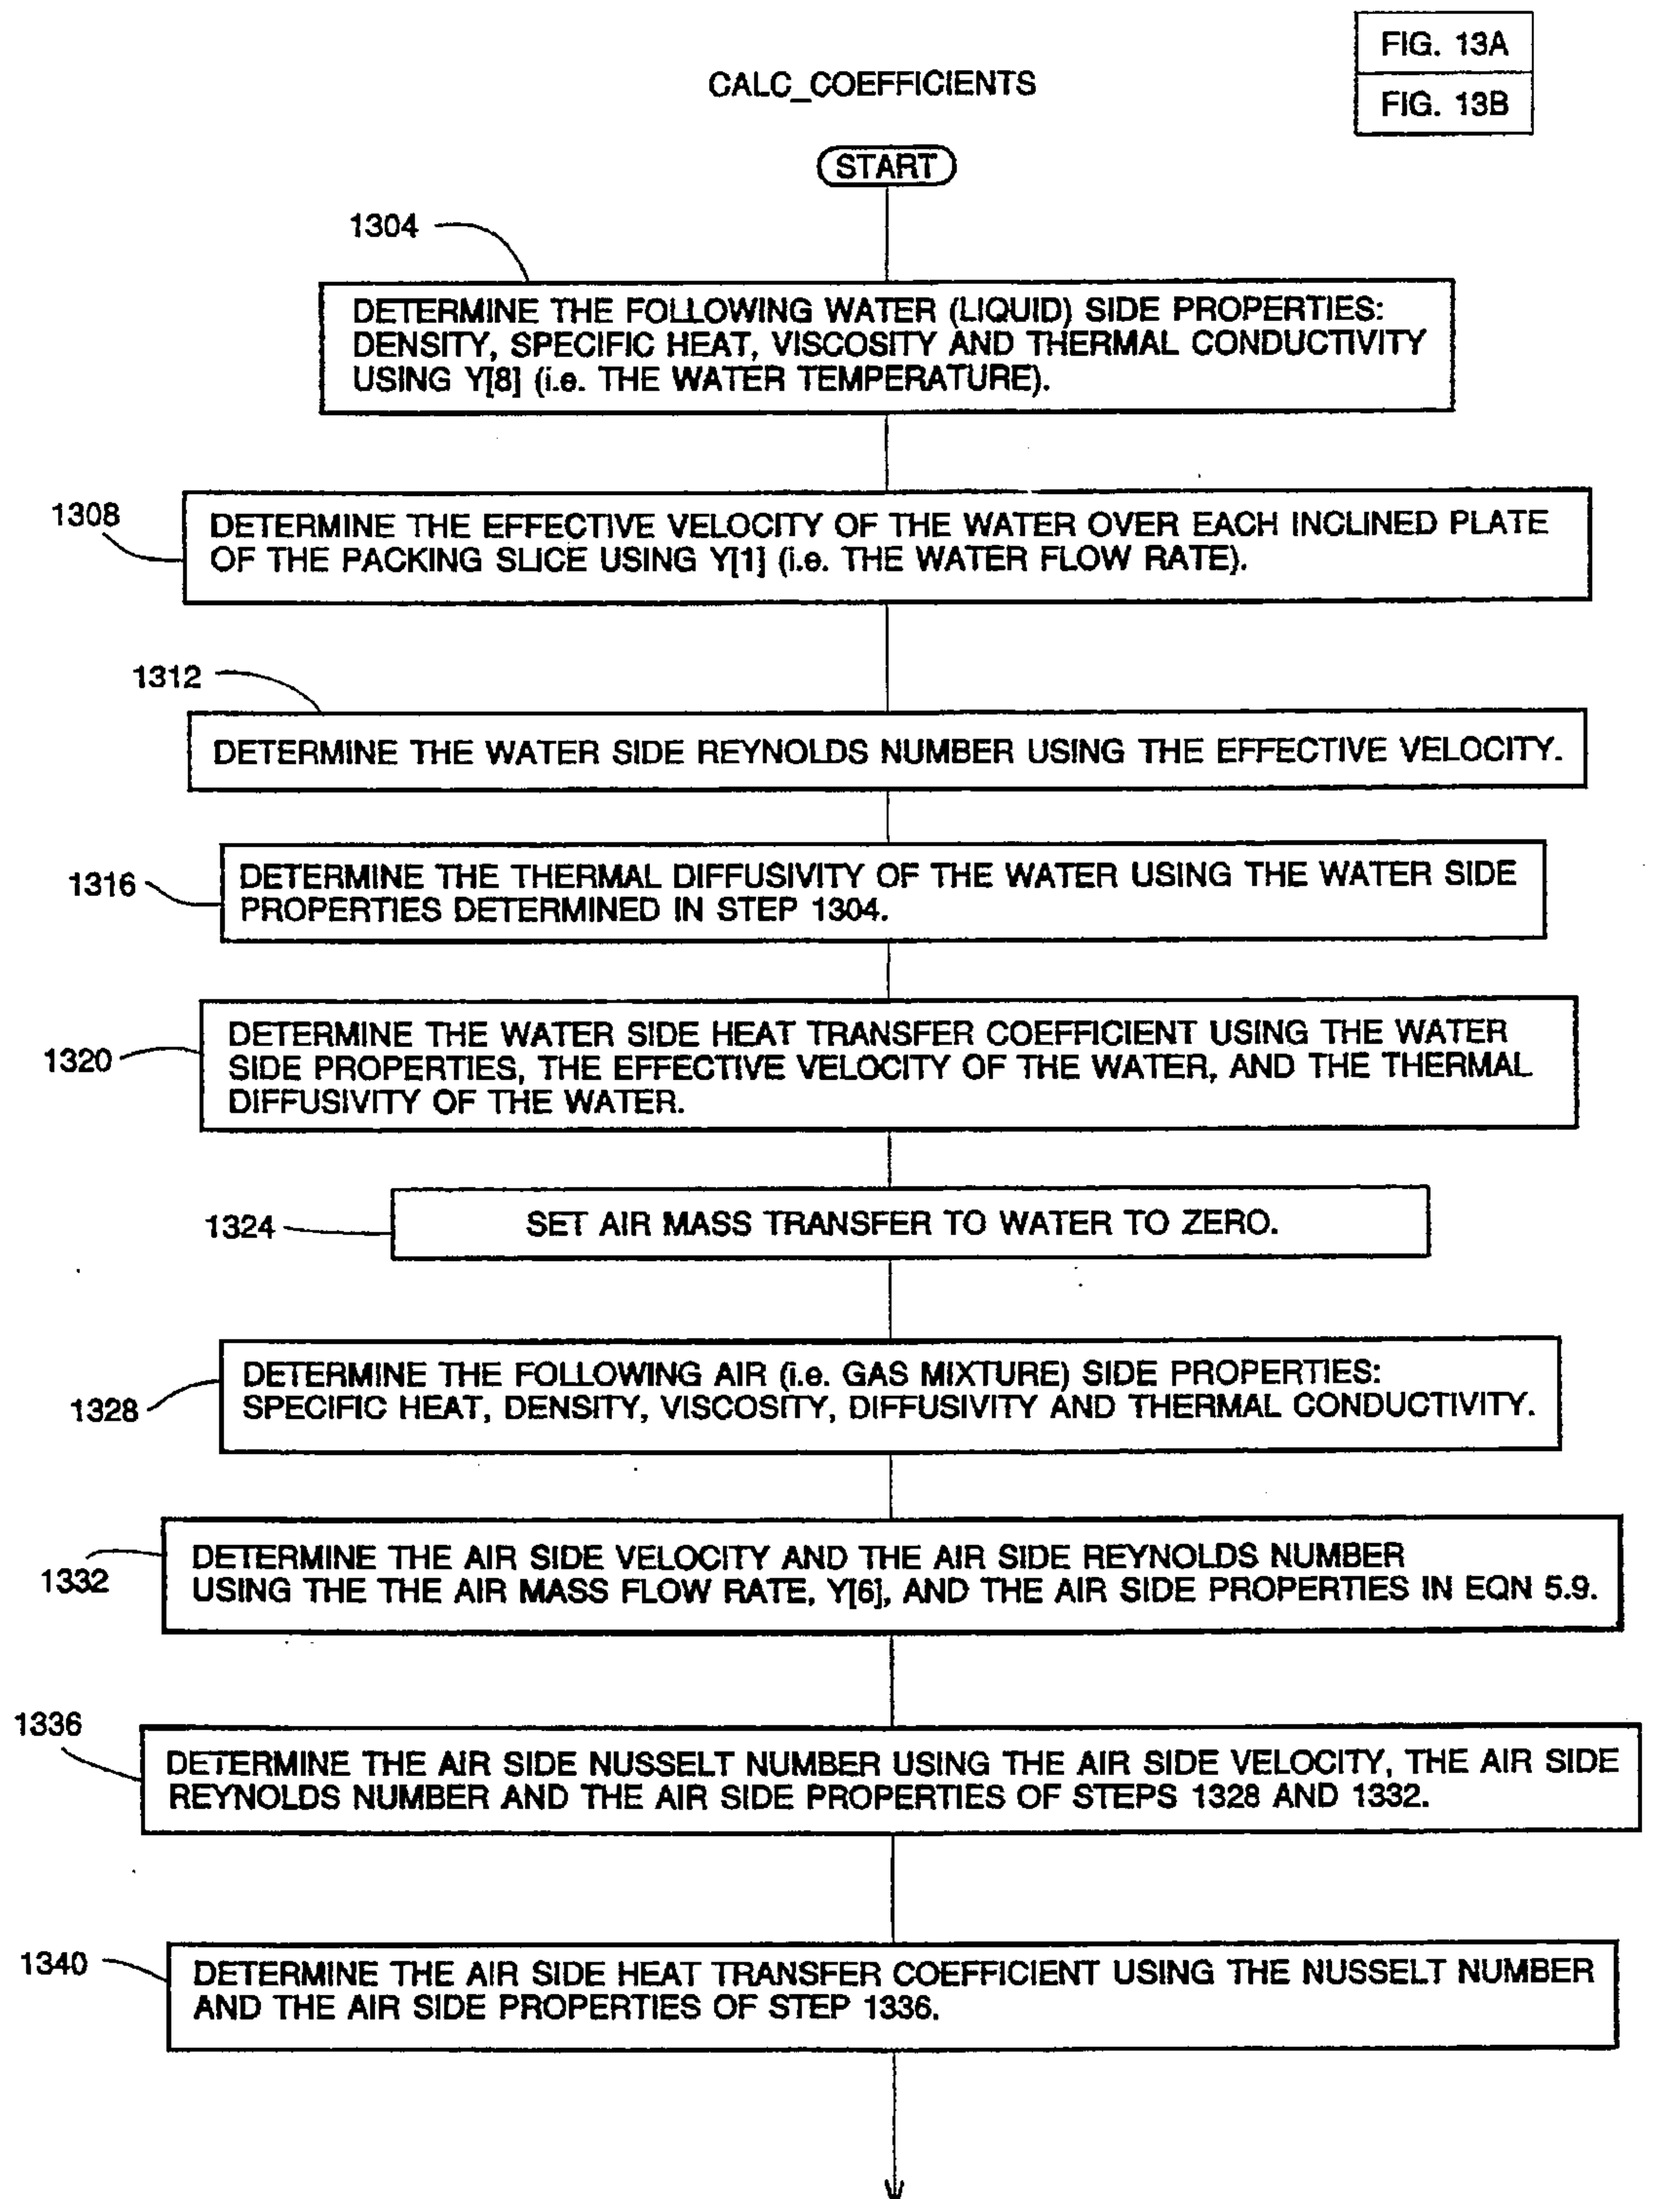 FIG. 13A
FIG. 13B
CALC_COEFFICIENTS
START
1304
DETERMINE THE FOLLOWING WATER (LIQUID) SIDE PROPERTIES:
DENSITY, SPECIFIC HEAT, VISCOSITY AND THERMAL CONDUCTIVITY
USING Y[8] (i.e. THE WATER TEMPERATURE).
1308
DETERMINE THE EFFECTIVE VELOCITY OF THE WATER OVER EACH INCLINED PLATE
OF THE PACKING SLICE USING Y[1] (i.e. THE WATER FLOW RATE).
1312
DETERMINE THE WATER SIDE REYNOLDS NUMBER USING THE EFFECTIVE VELOCITY.
1316
DETERMINE THE THERMAL DIFFUSIVITY OF THE WATER USING THE WATER SIDE
PROPERTIES DETERMINED IN STEP 1304.
1320
DETERMINE THE WATER SIDE HEAT TRANSFER COEFFICIENT USING THE WATER
SIDE PROPERTIES, THE EFFECTIVE VELOCITY OF THE WATER, AND THE THERMAL
DIFFUSIVITY OF THE WATER.
1324
SET AIR MASS TRANSFER TO WATER TO ZERO.
1328
DETERMINE THE FOLLOWING AIR (i.e. GAS MIXTURE) SIDE PROPERTIES:
SPECIFIC HEAT, DENSITY, VISCOSITY, DIFFUSIVITY AND THERMAL CONDUCTIVITY.
1332
DETERMINE THE AIR SIDE VELOCITY AND THE AIR SIDE REYNOLDS NUMBER
USING THE THE AIR MASS FLOW RATE, Y[6], AND THE AIR SIDE PROPERTIES IN EQN 5.9.
1336
DETERMINE THE AIR SIDE NUSSELT NUMBER USING THE AIR SIDE VELOCITY, THE AIR SIDE
REYNOLDS NUMBER AND THE AIR SIDE PROPERTIES OF STEPS 1328 AND 1332.
1340
DETERMINE THE AIR SIDE HEAT TRANSFER COEFFICIENT USING THE NUSSELT NUMBER
AND THE AIR SIDE PROPERTIES OF STEP 1336.